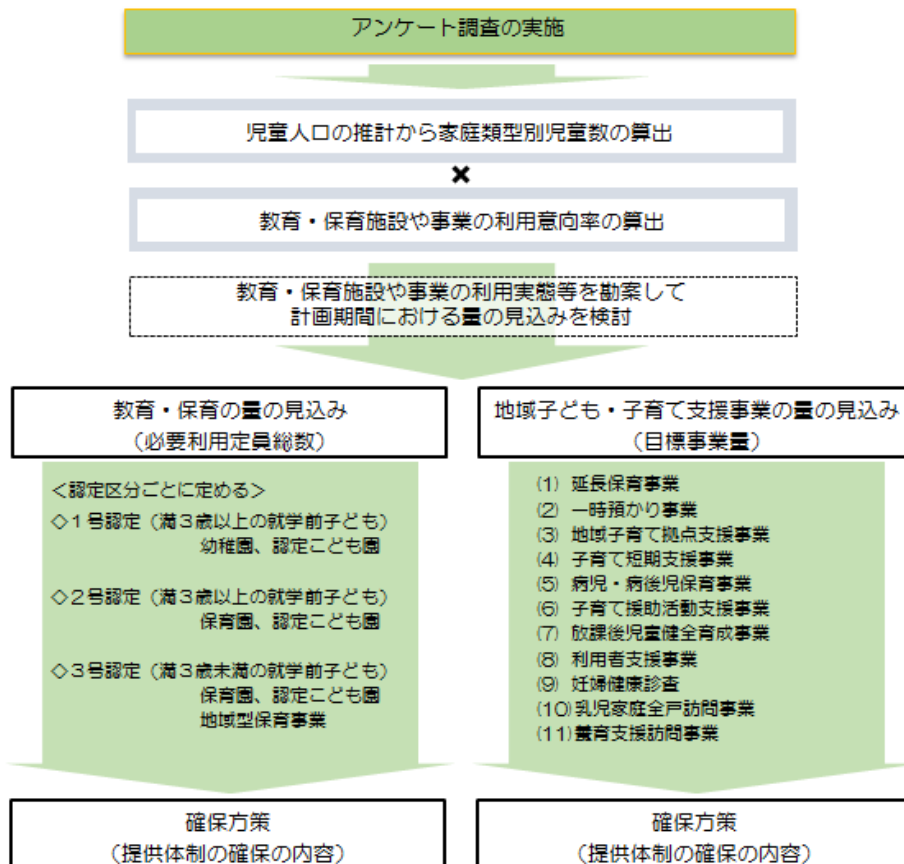 アンケート調査の実施
児童人口の推計から家庭類型別児童数の算出
×
教育・保育施設や事業の利用意向率の算出
教育・保育施設や事業の利用実態等を勘案して
計画期間における量の見込みを検討
教育・保育の量の見込み
（必要利用定員総数）
＜認定区分ごとに定める＞
◇１号認定（満３歳以上の就学前子ども）
幼稚園、認定こども園
◇２号認定（満３歳以上の就学前子ども）
保育園、認定こども園
◇３号認定（満３歳未満の就学前子ども）
保育園、認定こども園
地域型保育事業
確保方策
（提供体制の確保の内容）
地域子ども・子育て支援事業の量の見込み
（目標事業量）
(1) 延長保育事業
(2) 一時預かり事業
(3) 地域子育て拠点支援事業
(4) 子育て短期支援事業
(5) 病児・病後児保育事業
(6) 子育て援助活動支援事業
(7) 放課後児童健全育成事業
(8) 利用者支援事業
(9) 妊婦健康診査
(10)乳児家庭全戸訪問事業
(11)養育支援訪問事業
確保方策
（提供体制の確保の内容）